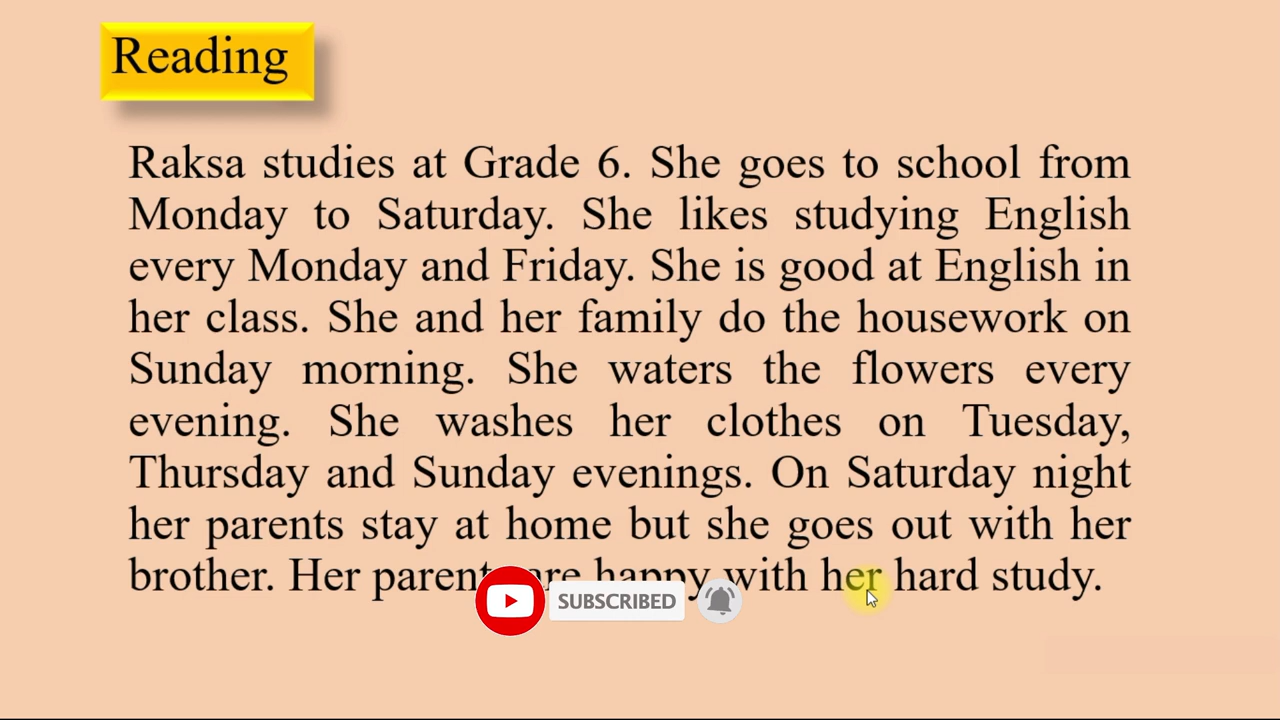 Reading
Raksa studies at Grade 6. She goes to school from
Monday to Saturday. She likes studying English
every Monday and Friday. She is good at English in
her class. She and her family do the housework on
Sunday morning. She waters the flowers every
evening. She washes her clothes on Tuesday,
Thursday and Sunday evenings. On Saturday night
her parents stay at home but she goes out with her
brother. Her parents are happy with her hard study.
SUBSCRIBED